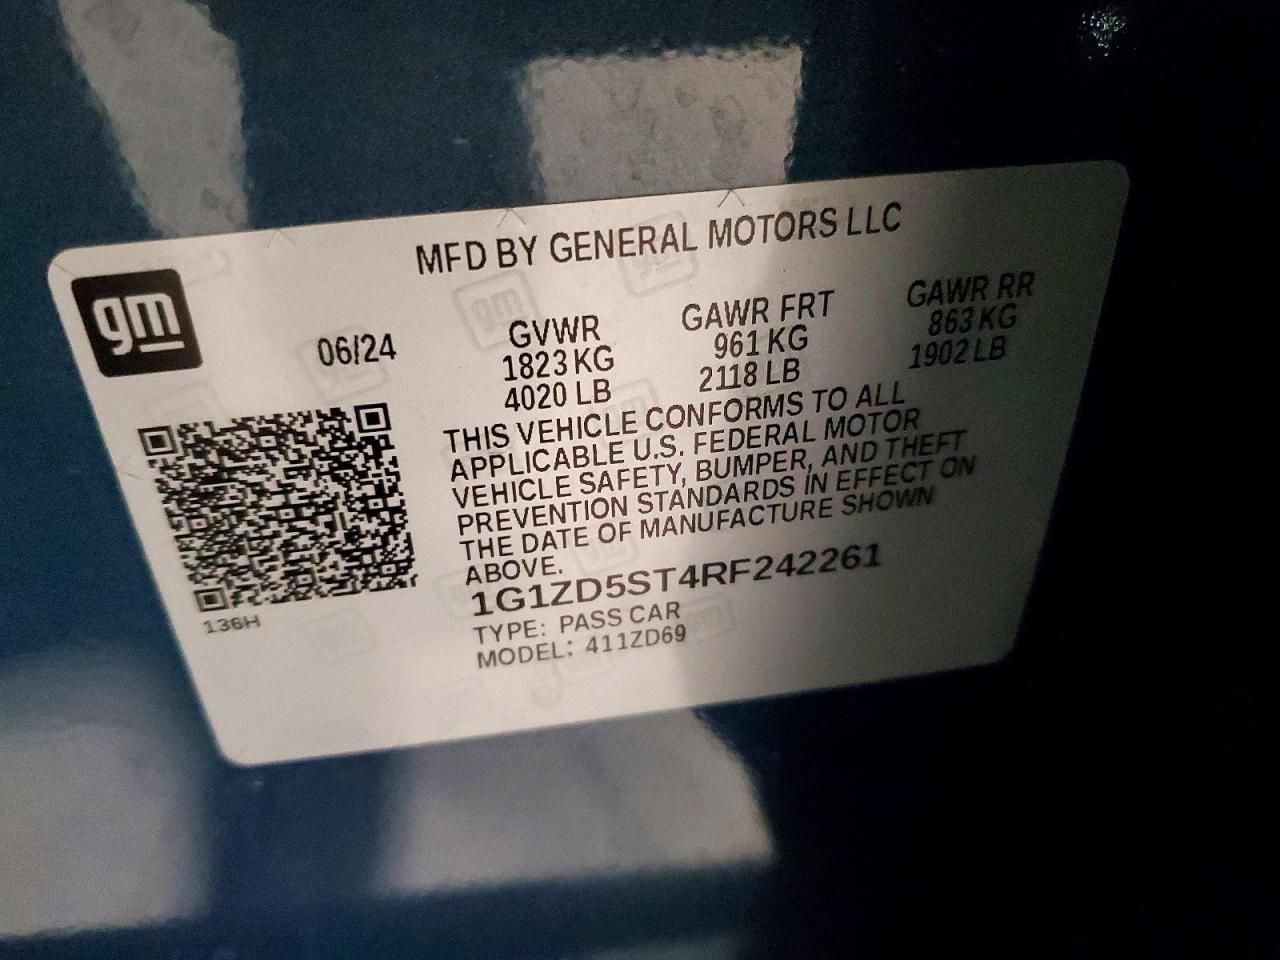 MFD BY GENERAL MOTORS LLC
gm
06/24
GVWR
1823 KG
4020 LB
GAWR FRT
961 KG
2118 LB
GAWR RR
863 KG
1902 LB
THIS VEHICLE CONFORMS TO ALL
APPLICABLE U.S. FEDERAL MOTOR
VEHICLE SAFETY, BUMPER, AND THEFT
PREVENTION STANDARDS IN EFFECT ON
THE DATE OF MANUFACTURE SHOWN
ABOVE.
1G1ZD5ST4RF242261
TYPE: PASS CAR
MODEL: 411ZD69
136H